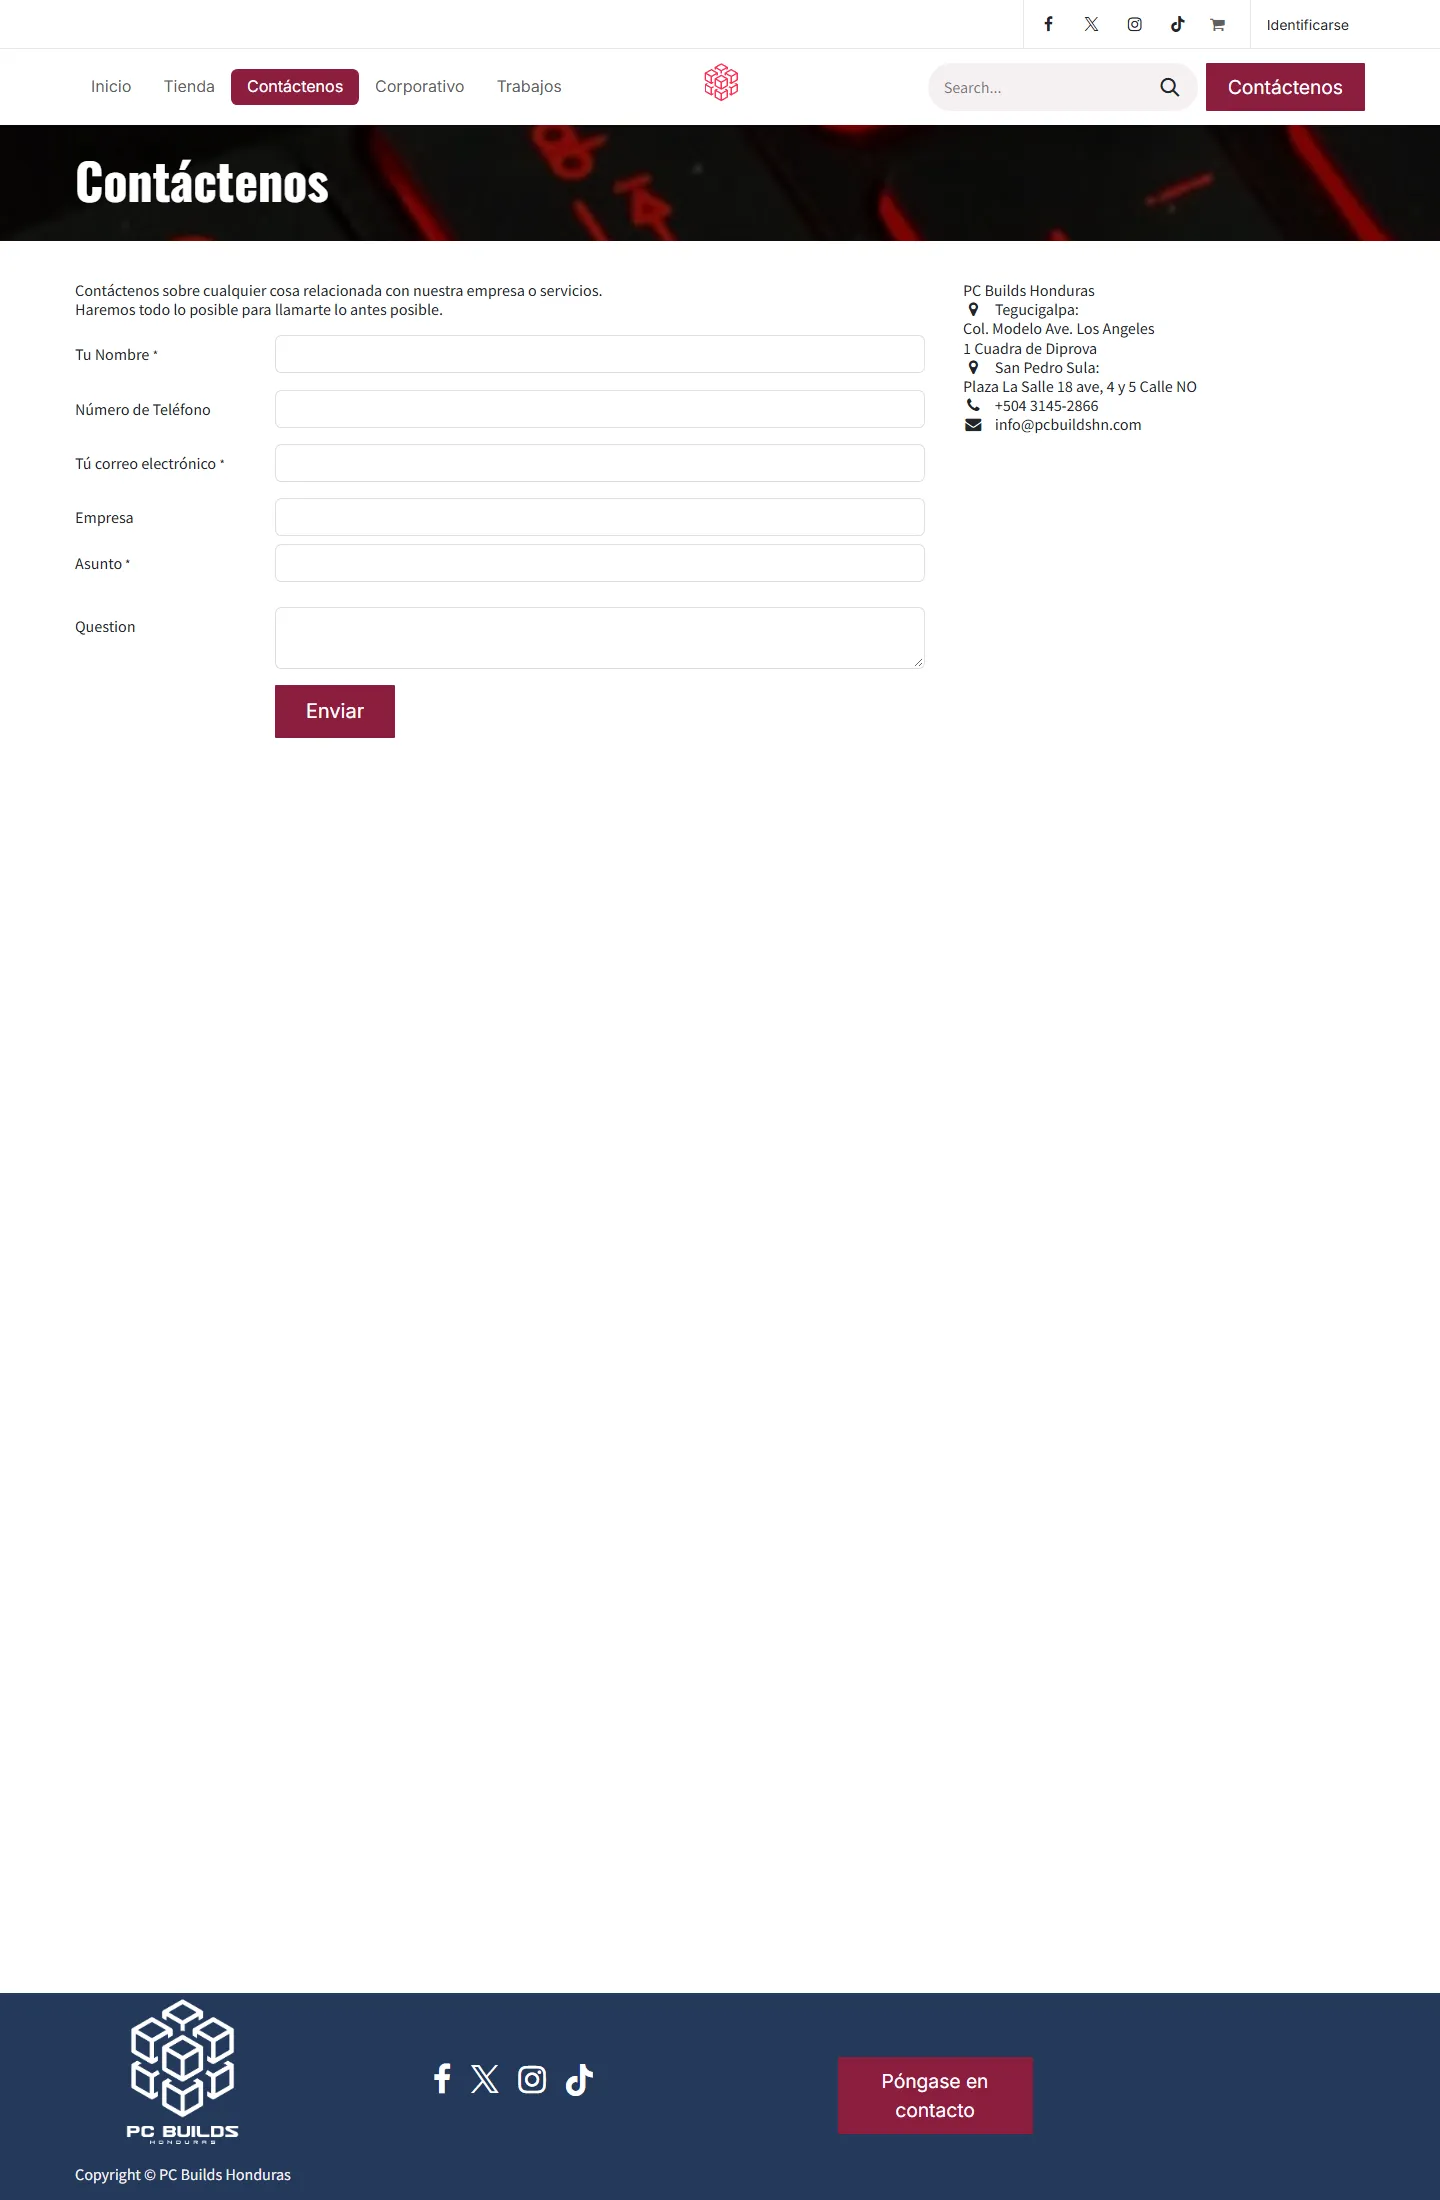 Identificarse
Inicio
Tienda
Contáctenos
Corporativo
Trabajos
Search...
Contáctenos
Contáctenos
Contáctenos sobre cualquier cosa relacionada con nuestra empresa o servicios.
Haremos todo lo posible para llamarte lo antes posible.
Tu Nombre *
Número de Teléfono
Tú correo electrónico *
Empresa
Asunto *
Question
Enviar
PC Builds Honduras
Tegucigalpa:
Col. Modelo Ave. Los Angeles
1 Cuadra de Diprova
San Pedro Sula:
Plaza La Salle 18 ave, 4 y 5 Calle NO
+504 3145-2866
info@pcbuildshn.com
PC BUILDS
HONDURAS
Póngase en
contacto
Copyright © PC Builds Honduras